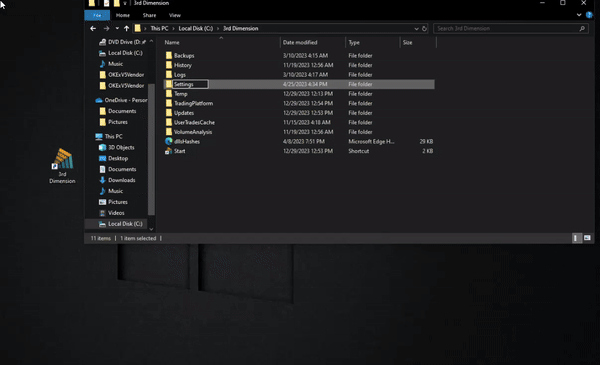 3rd Dimension
File Home Share View
This PC > Local Disk (C:) > 3rd Dimension
Search 3rd Dimension
Name Date modified Type Size
DVD Drive (D:
Local Disk (C:)
Music
OKExV5Vendor
OKExV5Vendor
OneDrive - Person
Documents
Pictures
This PC
3D Objects
Desktop
Documents
Downloads
Music
Pictures
Videos
Local Disk (C:)
Backups 3/10/2023 4:15 AM File folder
History 11/19/2023 12:56 AM File folder
Logs 3/10/2023 4:17 AM File folder
Settings 4/25/2023 4:34 PM File folder
Temp 12/29/2023 12:13 PM File folder
TradingPlatform 12/29/2023 12:54 PM File folder
Updates 12/29/2023 12:53 PM File folder
UserTradesCache 11/15/2023 4:18 AM File folder
VolumeAnalysis 11/19/2023 12:56 AM File folder
dllsHashes 4/8/2023 7:51 PM Microsoft Edge H... 29 KB
Start 12/29/2023 12:53 PM Shortcut 2 KB
11 items 1 item selected
3rd
Dimension